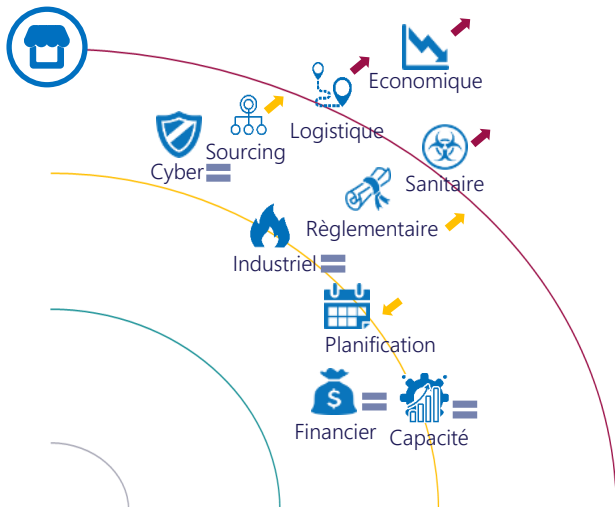 Economique
Logistique
Sourcing
Cyber
Sanitaire
Règlementaire
Industriel
Planification
Financier
Capacité